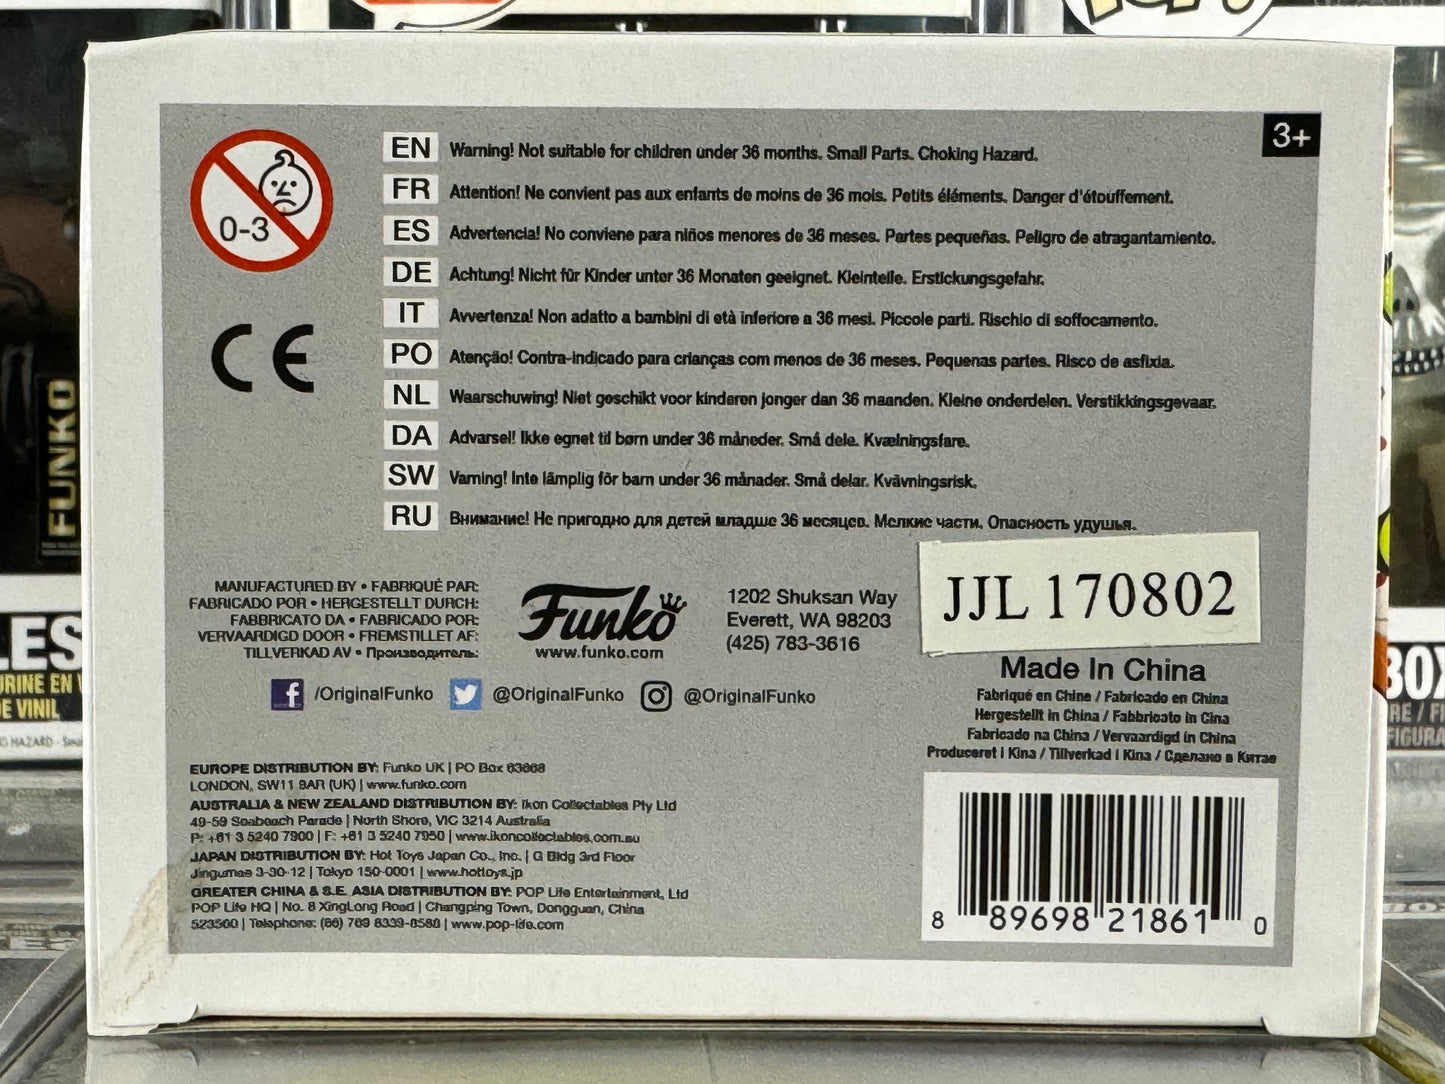 3+
0-3
CE
EN Warning! Not suitable for children under 36 months. Small Parts. Choking Hazard.
FR Attention! Ne convient pas aux enfants de moins de 36 mois. Petits éléments. Danger d'étouffement.
ES Advertencia! No conviene para niños menores de 36 meses. Partes pequeñas. Peligro de atragantamiento.
DE Achtung! Nicht für Kinder unter 36 Monaten geeignet. Kleinteile. Erstickungsgefahr.
IT Avvertenza! Non adatto a bambini di età inferiore a 36 mesi. Piccole parti. Rischio di soffocamento.
PO Atenção! Contra-indicado para crianças com menos de 36 meses. Pequenas partes. Risco de asfixia.
NL Waarschuwing! Niet geschikt voor kinderen jonger dan 36 maanden. Kleine onderdelen. Verstikkingsgevaar.
DA Advarsel! Ikke egnet til børn under 36 måneder. Små dele. Kvælningsfare.
SW Varning! Inte lämplig för barn under 36 månader. Små delar. Kvävningsrisk.
RU Внимание! Не пригодно для детей младше 36 месяцев. Мелкие части. Опасность удушья.
MANUFACTURED BY • FABRIQUÉ PAR:
FABRICADO POR • HERGESTELLT DURCH:
FABBRICATO DA • FABRICADO POR:
VERVAARDIGD DOOR • FREMSTILLET AF:
TILLVERKAD AV • Производитель:
Funko
www.funko.com
1202 Shuksan Way
Everett, WA 98203
(425) 783-3616
JJL 170802
/OriginalFunko @OriginalFunko @OriginalFunko
Made In China
Fabriqué en Chine / Fabricado en China
Hergestellt in China / Fabbricato in Cina
Fabricado na China / Vervaardigd in China
Produceret i Kina / Tillverkad i Kina / Сделано в Китае
EUROPE DISTRIBUTION BY: Funko UK | PO Box 63668
LONDON, SW11 9AR (UK) | www.funko.com
AUSTRALIA & NEW ZEALAND DISTRIBUTION BY: Ikon Collectables Pty Ltd
49-59 Seabeach Parade | North Shore, VIC 3214 Australia
P: +61 3 5240 7900 | F: +61 3 5240 7950 | www.ikoncollectables.com.au
JAPAN DISTRIBUTION BY: Hot Toys Japan Co., Inc. | G Bldg 3rd Floor
Jingumae 3-30-12 | Tokyo 150-0001 | www.hottoys.jp
GREATER CHINA & S.E. ASIA DISTRIBUTION BY: POP Life Entertainment, Ltd
POP Life HQ | No. 8 XingLong Road | Changping Town, Dongguan, China
523560 | Telephone: (86) 769 8339-8588 | www.pop-life.com
8 89698 21861 0
FUNKO
LES
URINE EN
DE VINIL
BOX